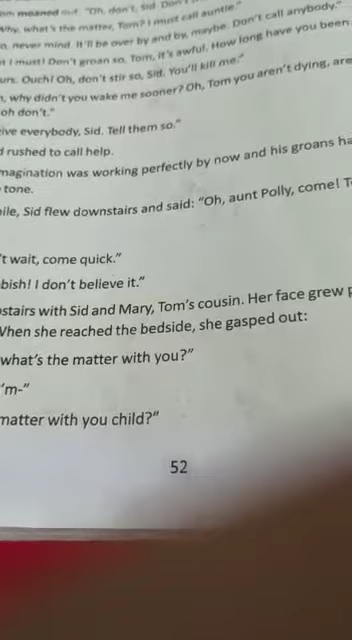 moaned out: "Oh, don't, Sid. Don't
Why, what's the matter, Tom? I must call auntie."
never mind. It'll be over by and by, maybe. Don't call anybody."
t I must! Don't groan so, Tom, it's awful. How long have you been
urs. Ouch! Oh, don't stir so, Sid. You'll kill me."
, why didn't you wake me sooner? Oh, Tom you aren't dying, are
oh don't."
ive everybody, Sid. Tell them so."
d rushed to call help.
magination was working perfectly by now and his groans ha
tone.
ile, Sid flew downstairs and said: "Oh, aunt Polly, come! T
't wait, come quick."
bish! I don't believe it."
stairs with Sid and Mary, Tom's cousin. Her face grew p
When she reached the bedside, she gasped out:
what's the matter with you?"
'm-"
matter with you child?"
52